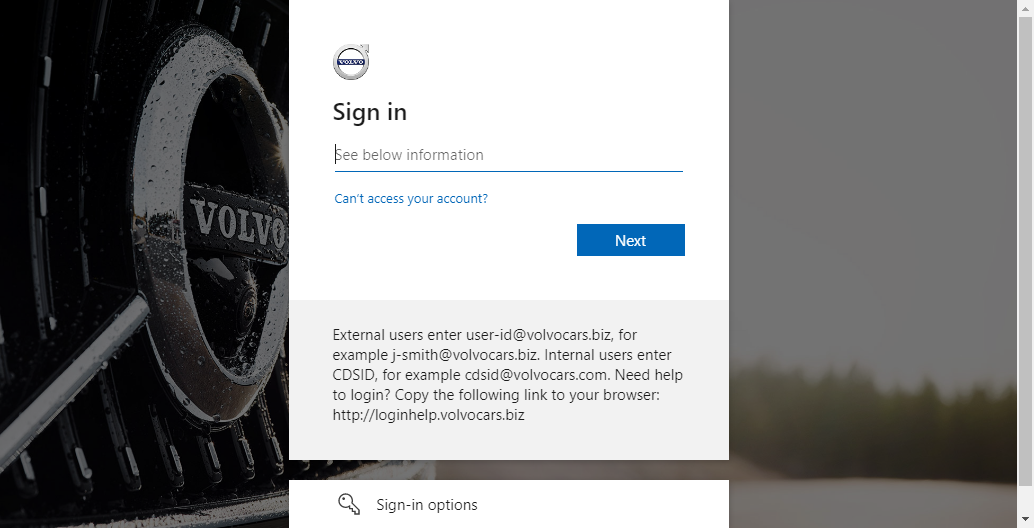 VOLVO
VOLVO
Sign in
See below information
Can't access your account?
Next
External users enter user-id@volvocars.biz, for
example j-smith@volvocars.biz. Internal users enter
CDSID, for example cdsid@volvocars.com. Need help
to login? Copy the following link to your browser:
http://loginhelp.volvocars.biz
Sign-in options